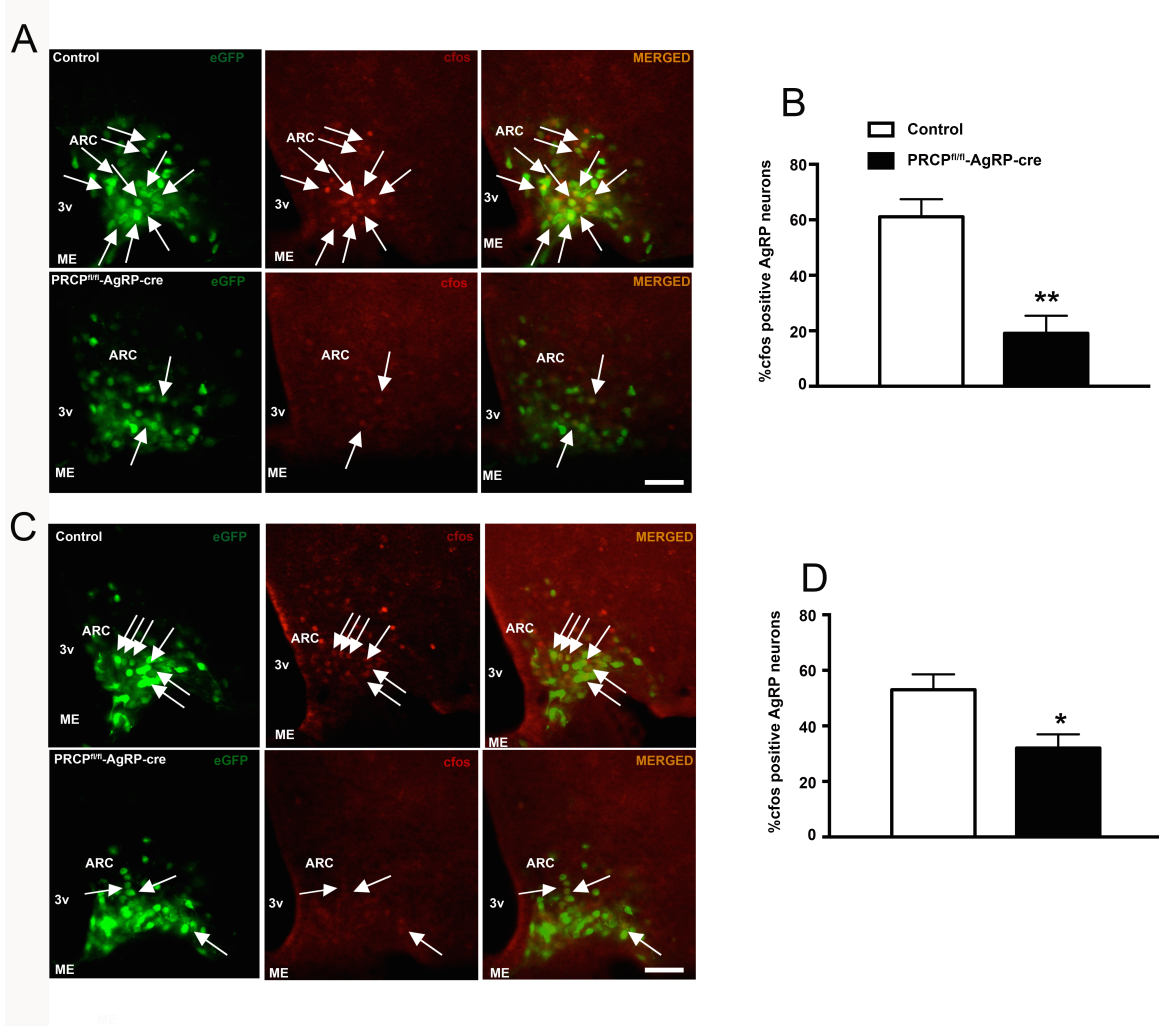 A
Control eGFP
cfos
MERGED
ARC
3v
ME
ARC
3v
ME
ARC
3v
ME
PRCPfl/fl-AgRP-cre eGFP
cfos
MERGED
ARC
3v
ME
ARC
3v
ME
ARC
3v
ME
B
Control
PRCPfl/fl-AgRP-cre
%cfos positive AgRP neurons
80
60
40
20
0
**
C
Control eGFP
cfos
MERGED
ARC
3v
ME
ARC
3v
ME
ARC
3v
ME
PRCPfl/fl-AgRP-cre eGFP
cfos
MERGED
ARC
3v
ME
ARC
3v
ME
ARC
3v
ME
D
%cfos positive AgRP neurons
80
60
40
20
0
*
ME